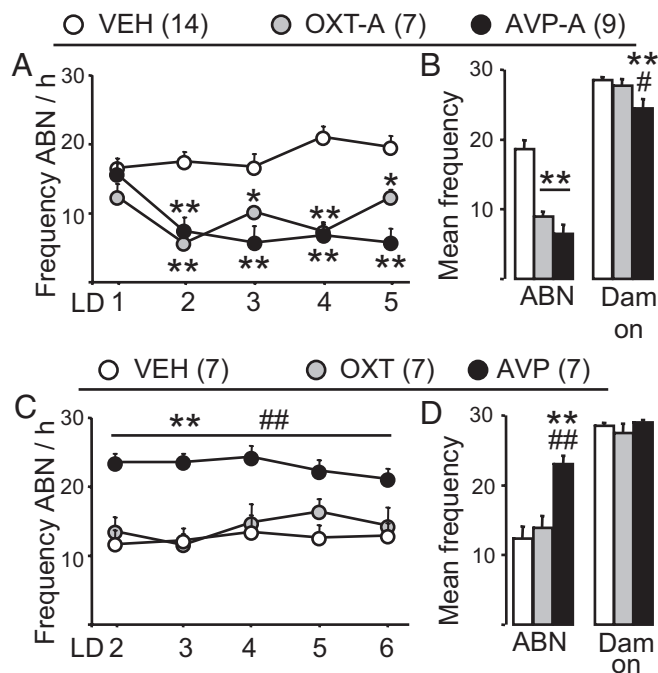 VEH (14) OXT-A (7) AVP-A (9)
A
Frequency ABN / h
30
20
10
** * ** *
** ** ** **
LD 1 2 3 4 5
B
Mean frequency
30
20
10
**
**
#
ABN Dam
on
VEH (7) OXT (7) AVP (7)
C
Frequency ABN / h
30
20
10
** ##
LD 2 3 4 5 6
D
Mean frequency
30
20
10
**
##
ABN Dam
on